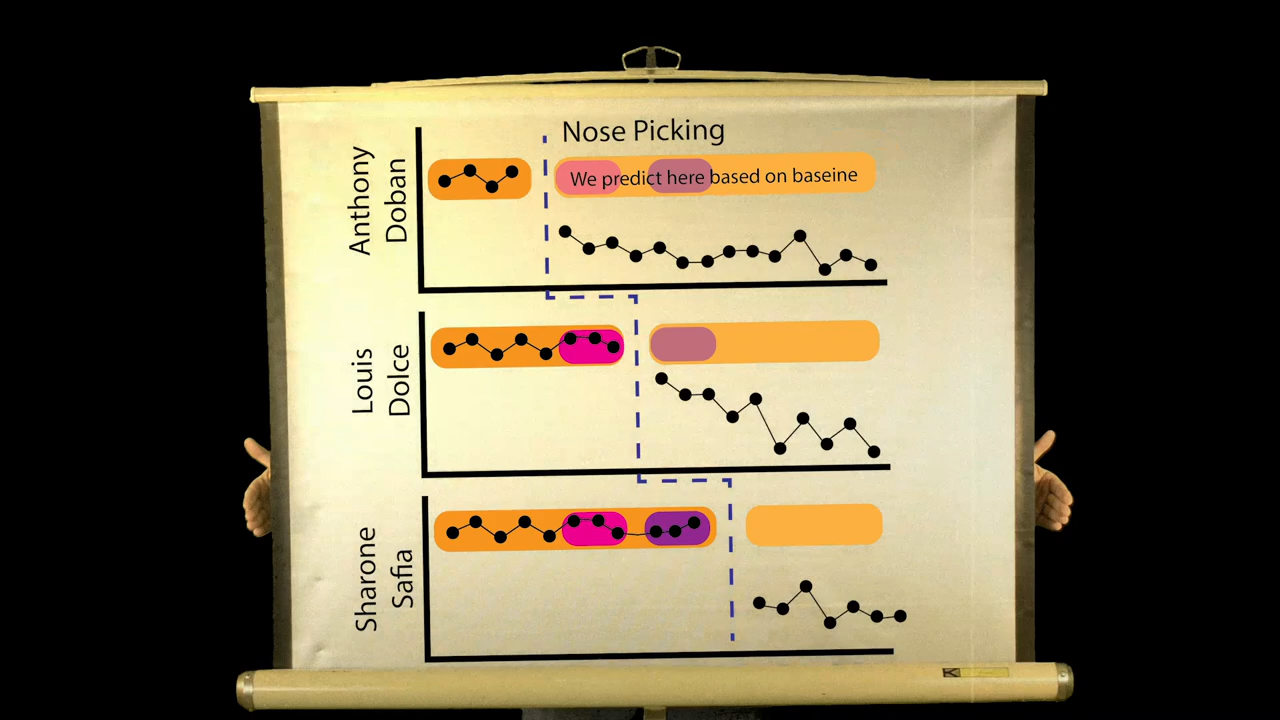 Nose Picking
Anthony
Doban
We predict here based on baseine
Louis
Dolce
Sharone
Safia